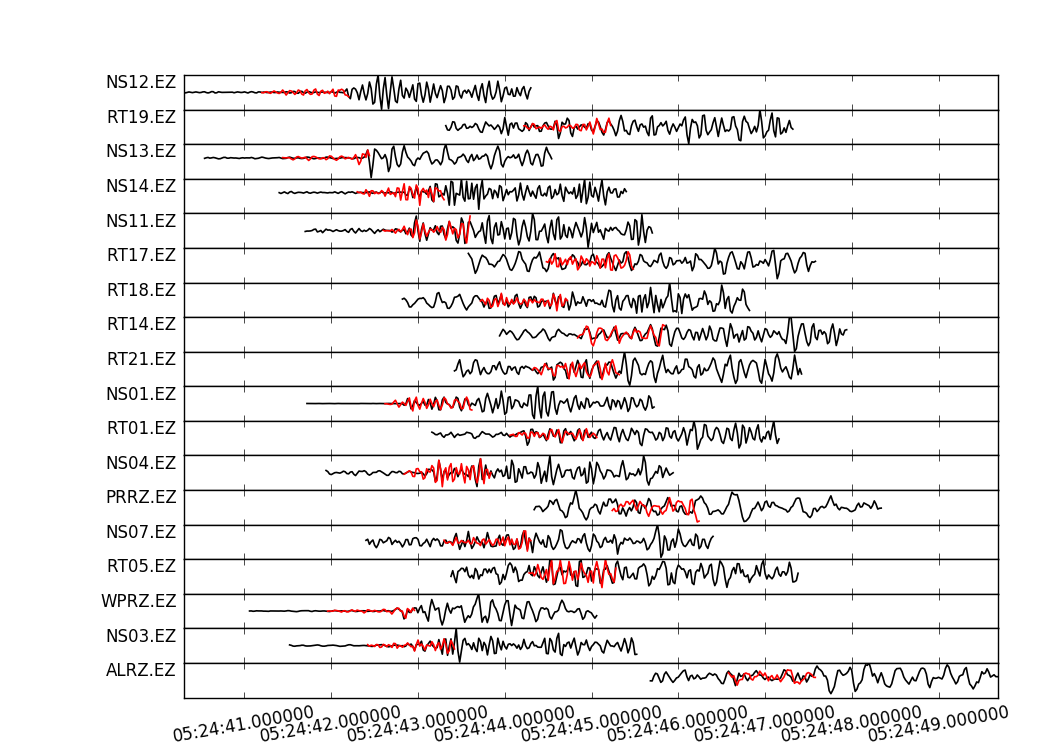 NS12.EZ
RT19.EZ
NS13.EZ
NS14.EZ
NS11.EZ
RT17.EZ
RT18.EZ
RT14.EZ
RT21.EZ
NS01.EZ
RT01.EZ
NS04.EZ
PRRZ.EZ
NS07.EZ
RT05.EZ
WPRZ.EZ
NS03.EZ
ALRZ.EZ
05:24:41.000000
05:24:42.000000
05:24:43.000000
05:24:44.000000
05:24:45.000000
05:24:46.000000
05:24:47.000000
05:24:48.000000
05:24:49.000000